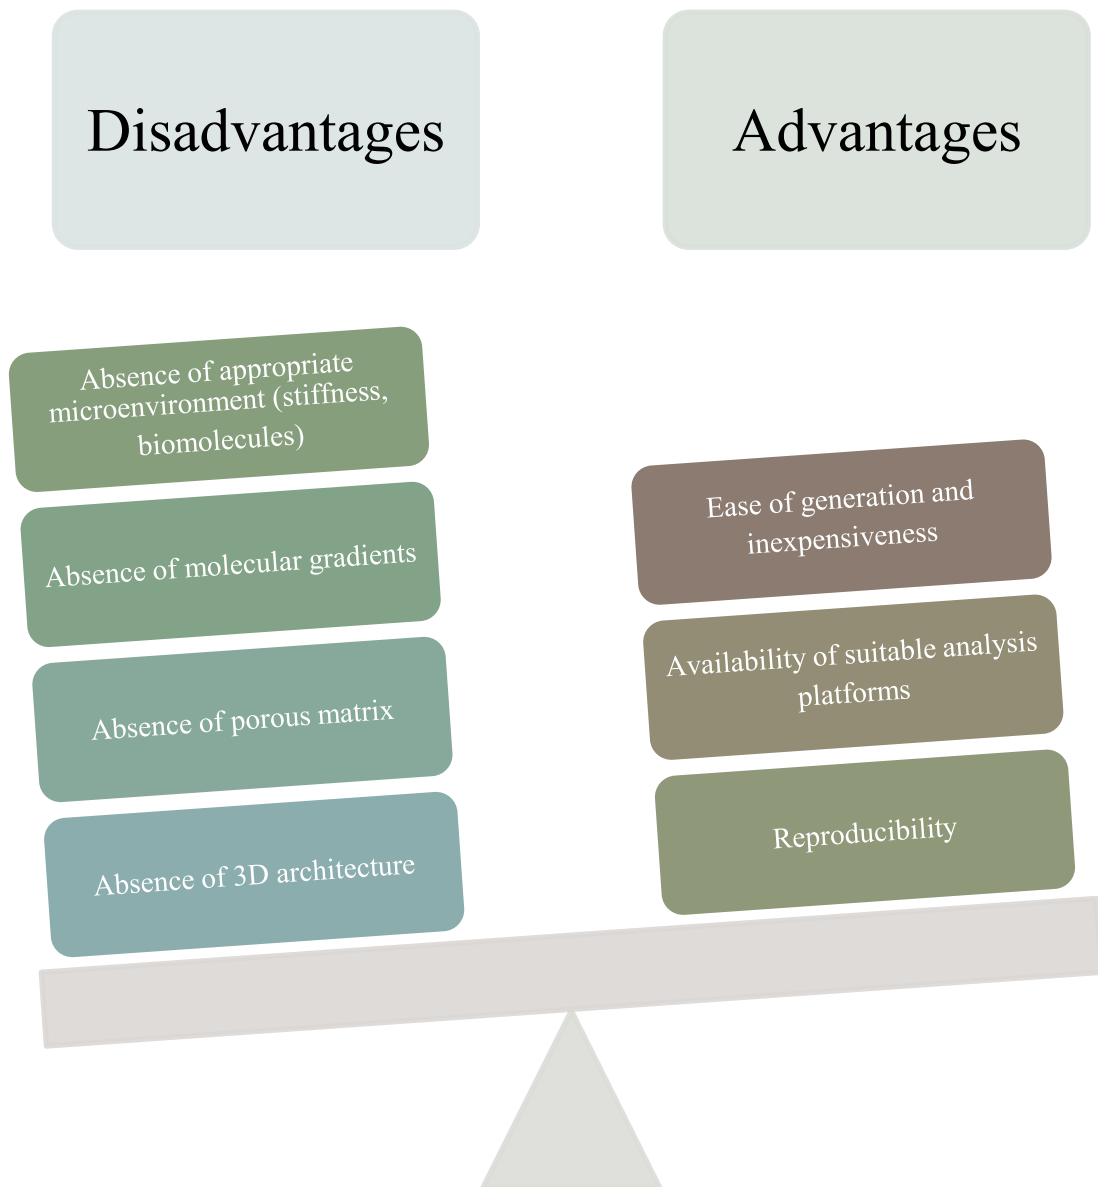 Disadvantages
Advantages
Absence of appropriate
microenvironment (stiffness,
biomolecules)
Absence of molecular gradients
Absence of porous matrix
Absence of 3D architecture
Ease of generation and
inexpensiveness
Availability of suitable analysis
platforms
Reproducibility